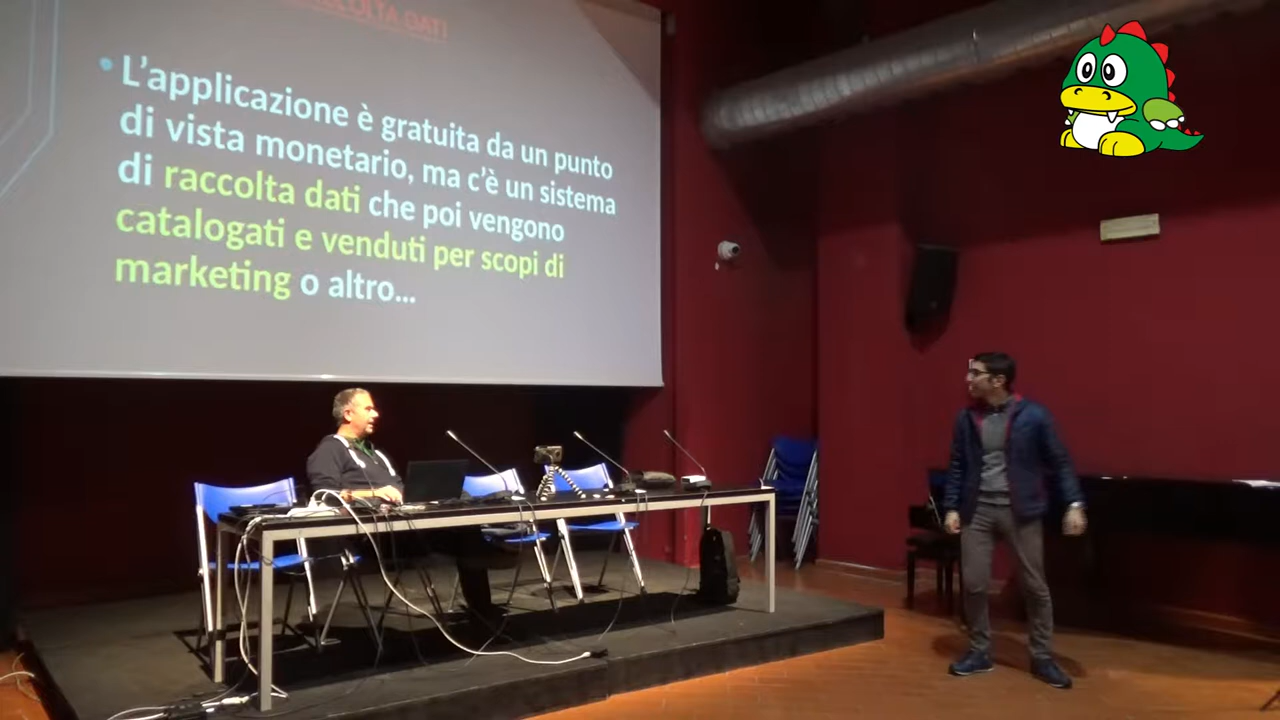 DATI
• L'applicazione è gratuita da un punto
di vista monetario, ma c'è un sistema
di raccolta dati che poi vengono
catalogati e venduti per scopi di
marketing o altro...